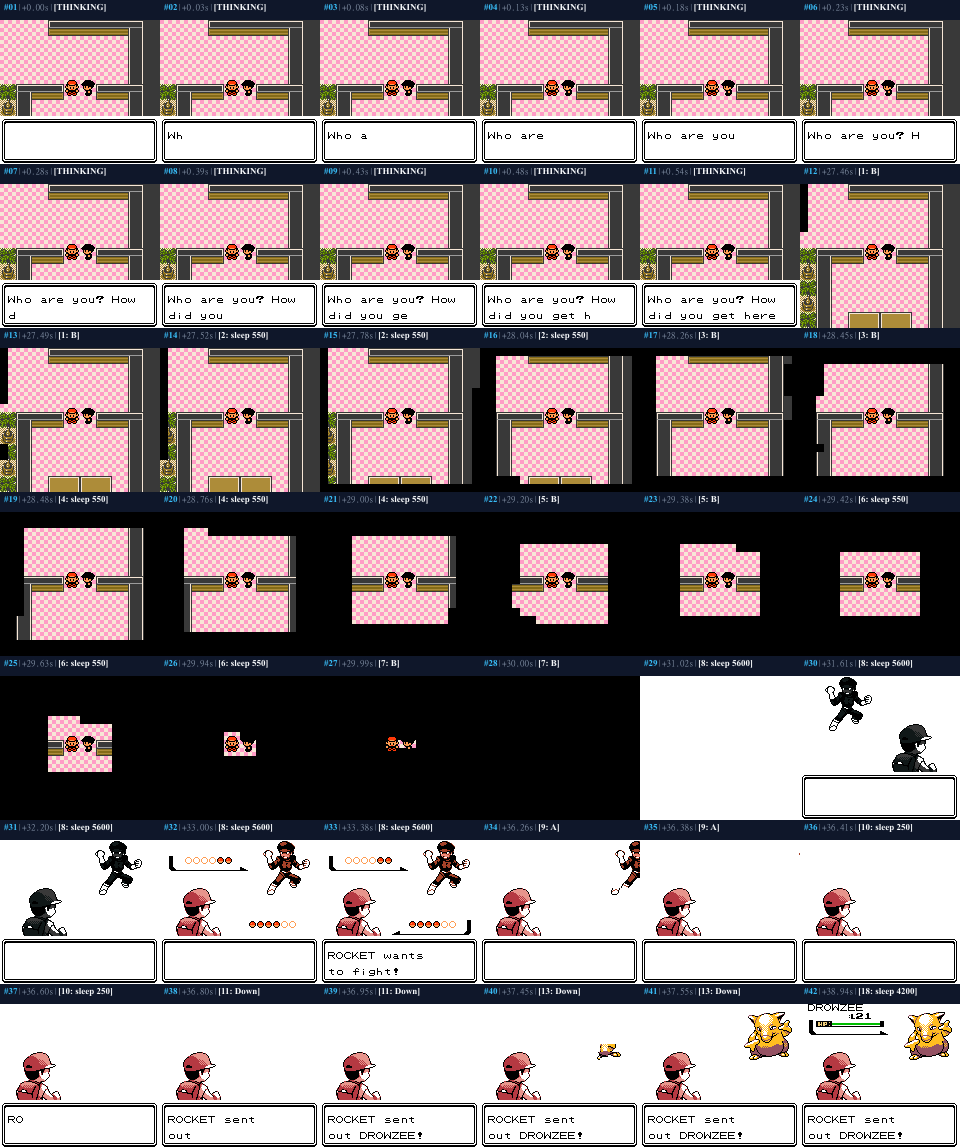 #01 | +0.00s | [THINKING]
#02 | +0.03s | [THINKING]
#03 | +0.08s | [THINKING]
#04 | +0.13s | [THINKING]
#05 | +0.18s | [THINKING]
#06 | +0.23s | [THINKING]
Wh
Who a
Who are
Who are you
Who are you? H
#07 | +0.28s | [THINKING]
#08 | +0.39s | [THINKING]
#09 | +0.43s | [THINKING]
#10 | +0.48s | [THINKING]
#11 | +0.54s | [THINKING]
#12 | +27.46s | [1: B]
Who are you? How
d
Who are you? How
did you
Who are you? How
did you ge
Who are you? How
did you get h
Who are you? How
did you get here
#13 | +27.49s | [1: B]
#14 | +27.52s | [2: sleep 550]
#15 | +27.78s | [2: sleep 550]
#16 | +28.04s | [2: sleep 550]
#17 | +28.26s | [3: B]
#18 | +28.45s | [3: B]
#19 | +28.48s | [4: sleep 550]
#20 | +28.76s | [4: sleep 550]
#21 | +29.00s | [4: sleep 550]
#22 | +29.20s | [5: B]
#23 | +29.38s | [5: B]
#24 | +29.42s | [6: sleep 550]
#25 | +29.63s | [6: sleep 550]
#26 | +29.94s | [6: sleep 550]
#27 | +29.99s | [7: B]
#28 | +30.00s | [7: B]
#29 | +31.02s | [8: sleep 5600]
#30 | +31.61s | [8: sleep 5600]
#31 | +32.20s | [8: sleep 5600]
#32 | +33.00s | [8: sleep 5600]
#33 | +33.38s | [8: sleep 5600]
#34 | +36.26s | [9: A]
#35 | +36.38s | [9: A]
#36 | +36.41s | [10: sleep 250]
ROCKET wants
to fight!
#37 | +36.60s | [10: sleep 250]
#38 | +36.80s | [11: Down]
#39 | +36.95s | [11: Down]
#40 | +37.45s | [13: Down]
#41 | +37.55s | [13: Down]
#42 | +38.94s | [18: sleep 4200]
DROWZEE
:L21
HP:
RO
ROCKET sent
out
ROCKET sent
out DROWZEE!
ROCKET sent
out DROWZEE!
ROCKET sent
out DROWZEE!
ROCKET sent
out DROWZEE!